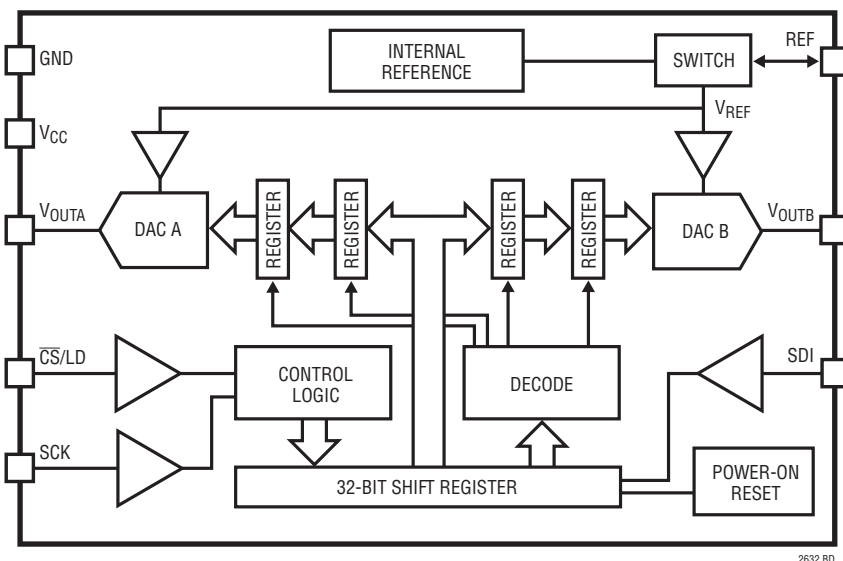 GND
INTERNAL
REFERENCE
SWITCH
REF
VCC
VREF
VOUTA
DAC A
REGISTER
REGISTER
REGISTER
REGISTER
DAC B
VOUTB
CS/LD
CONTROL
LOGIC
DECODE
SDI
SCK
32-BIT SHIFT REGISTER
POWER-ON
RESET
2632 BD